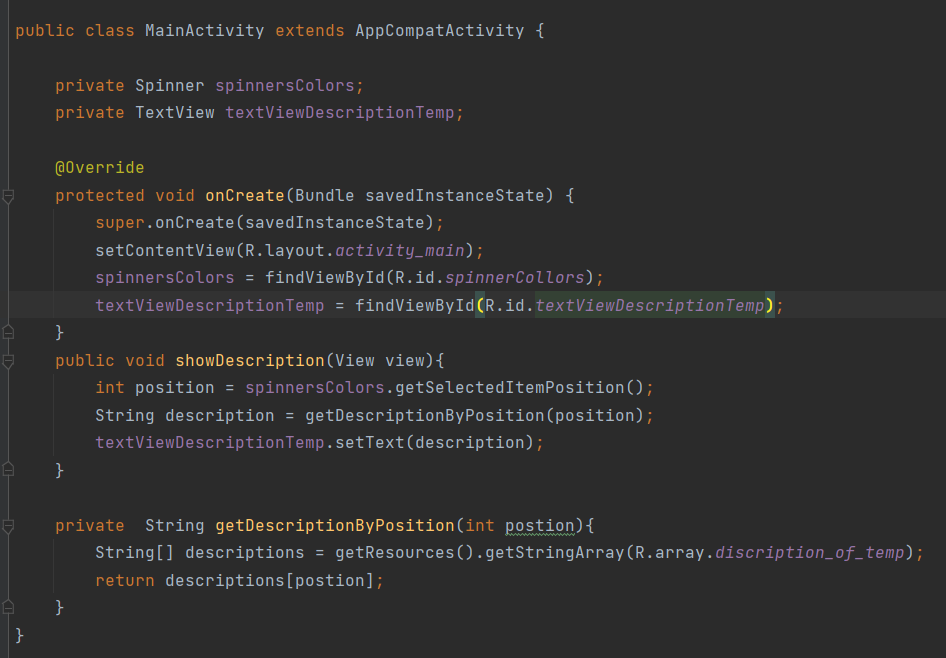 public class MainActivity extends AppCompatActivity {
private Spinner spinnersColors;
private TextView textViewDescriptionTemp;
@Override
protected void onCreate(Bundle savedInstanceState) {
super.onCreate(savedInstanceState);
setContentView(R.layout.activity_main);
spinnersColors = findViewById(R.id.spinnerCollors);
textViewDescriptionTemp = findViewById(R.id.textViewDescriptionTemp);
}
public void showDescription(View view){
int position = spinnersColors.getSelectedItemPosition();
String description = getDescriptionByPosition(position);
textViewDescriptionTemp.setText(description);
}
private  String getDescriptionByPosition(int postion){
String[] descriptions = getResources().getStringArray(R.array.discription_of_temp);
return descriptions[postion];
}
}